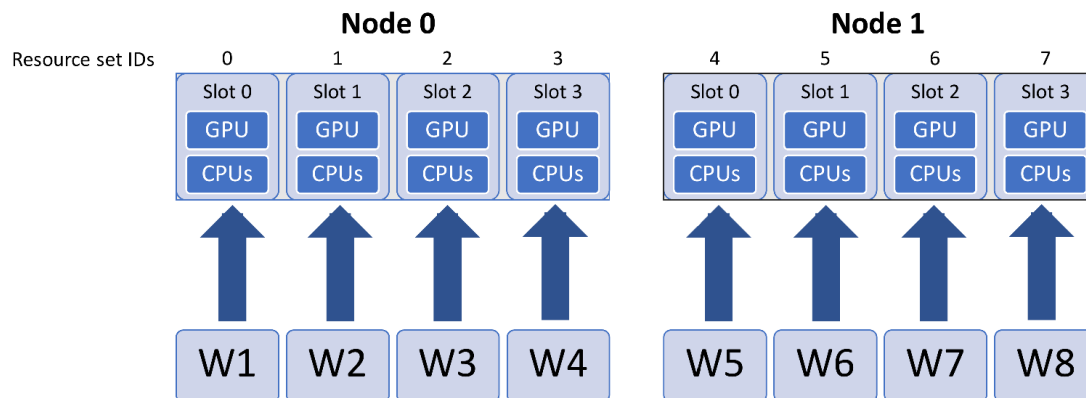 Node 0 Node 1
Resource set IDs 0 1 2 3 4 5 6 7
Slot 0 Slot 1 Slot 2 Slot 3 Slot 0 Slot 1 Slot 2 Slot 3
GPU GPU GPU GPU GPU GPU GPU GPU
CPUs CPUs CPUs CPUs CPUs CPUs CPUs CPUs
W1 W2 W3 W4 W5 W6 W7 W8